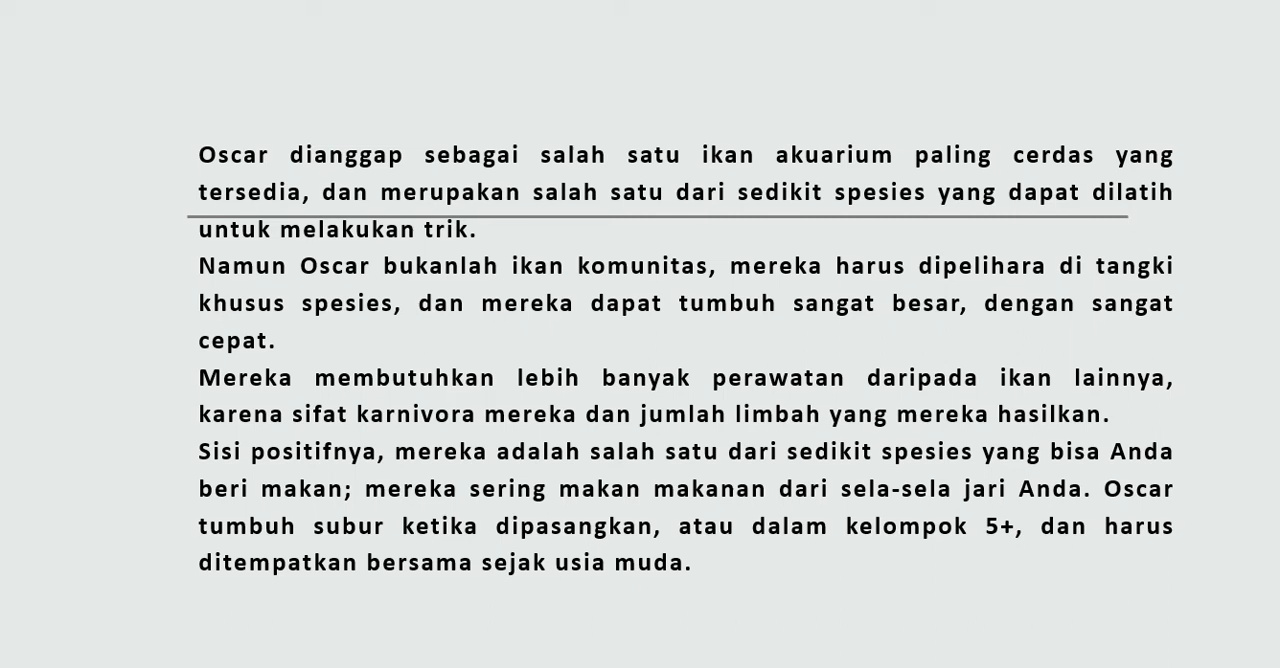 Oscar dianggap sebagai salah satu ikan akuarium paling cerdas yang
tersedia, dan merupakan salah satu dari sedikit spesies yang dapat dilatih
untuk melakukan trik.
Namun Oscar bukanlah ikan komunitas, mereka harus dipelihara di tangki
khusus spesies, dan mereka dapat tumbuh sangat besar, dengan sangat
cepat.
Mereka membutuhkan lebih banyak perawatan daripada ikan lainnya,
karena sifat karnivora mereka dan jumlah limbah yang mereka hasilkan.
Sisi positifnya, mereka adalah salah satu dari sedikit spesies yang bisa Anda
beri makan; mereka sering makan makanan dari sela-sela jari Anda. Oscar
tumbuh subur ketika dipasangkan, atau dalam kelompok 5+, dan harus
ditempatkan bersama sejak usia muda.